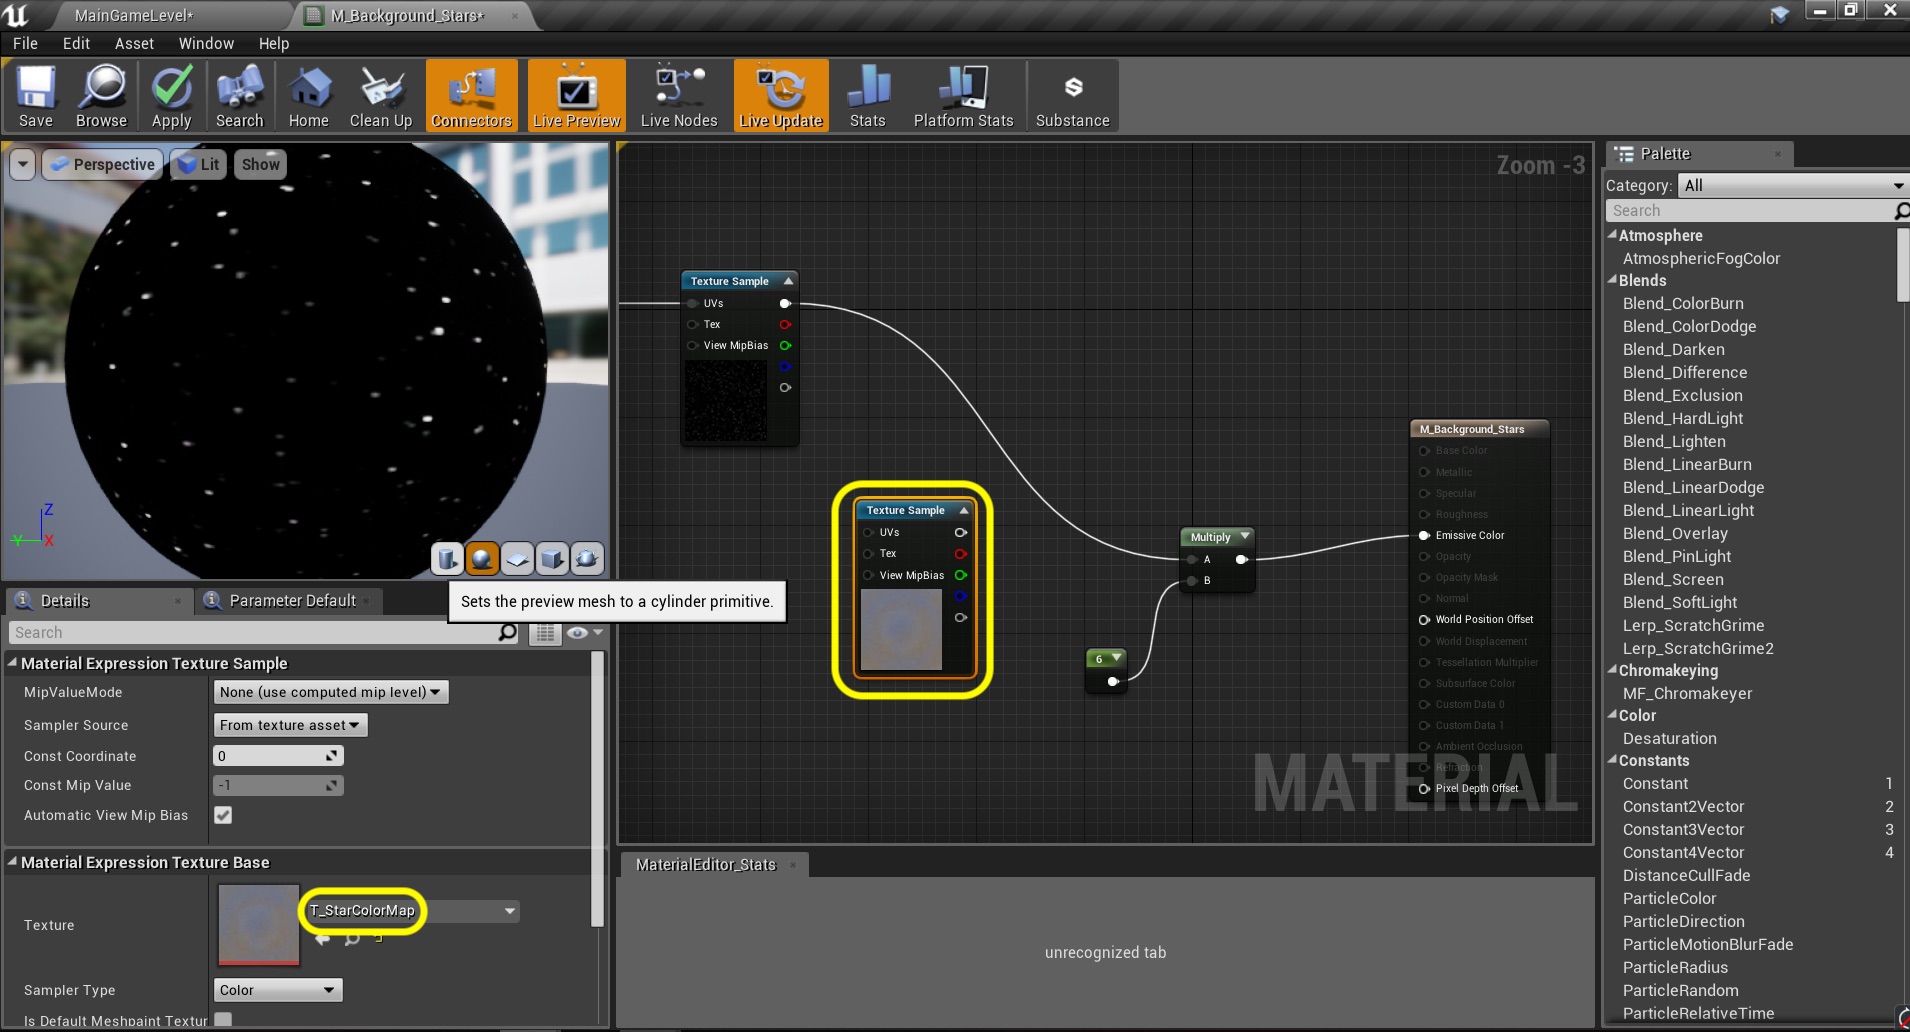 MainGameLevel*
M_Background_Stars*
File Edit Asset Window Help
Save Browse Apply Search Home Clean Up Connectors Live Preview Live Nodes Live Update Stats Platform Stats Substance
Perspective Lit Show
Z
Y X
Sets the preview mesh to a cylinder primitive.
Details Parameter Default
Search
Material Expression Texture Sample
MipValueMode None (use computed mip level)
Sampler Source From texture asset
Const Coordinate 0
Const Mip Value -1
Automatic View Mip Bias
Material Expression Texture Base
Texture T_StarColorMap
Sampler Type Color
Is Default Meshpaint Textur
Zoom -3
Texture Sample
UVs
Tex
View MipBias
Texture Sample
UVs
Tex
View MipBias
Multiply
A
B
6
M_Background_Stars
Base Color
Metallic
Specular
Roughness
Emissive Color
Opacity
Opacity Mask
Normal
World Position Offset
World Displacement
Tessellation Multiplier
Subsurface Color
Custom Data 0
Custom Data 1
Ambient Occlusion
Refraction
Pixel Depth Offset
MATERIAL
MaterialEditor_Stats
unrecognized tab
Palette
Category: All
Search
Atmosphere
AtmosphericFogColor
Blends
Blend_ColorBurn
Blend_ColorDodge
Blend_Darken
Blend_Difference
Blend_Exclusion
Blend_HardLight
Blend_Lighten
Blend_LinearBurn
Blend_LinearDodge
Blend_LinearLight
Blend_Overlay
Blend_PinLight
Blend_Screen
Blend_SoftLight
Lerp_ScratchGrime
Lerp_ScratchGrime2
Chromakeying
MF_Chromakeyer
Color
Desaturation
Constants
Constant 1
Constant2Vector 2
Constant3Vector 3
Constant4Vector 4
DistanceCullFade
ParticleColor
ParticleDirection
ParticleMotionBlurFade
ParticleRadius
ParticleRandom
ParticleRelativeTime